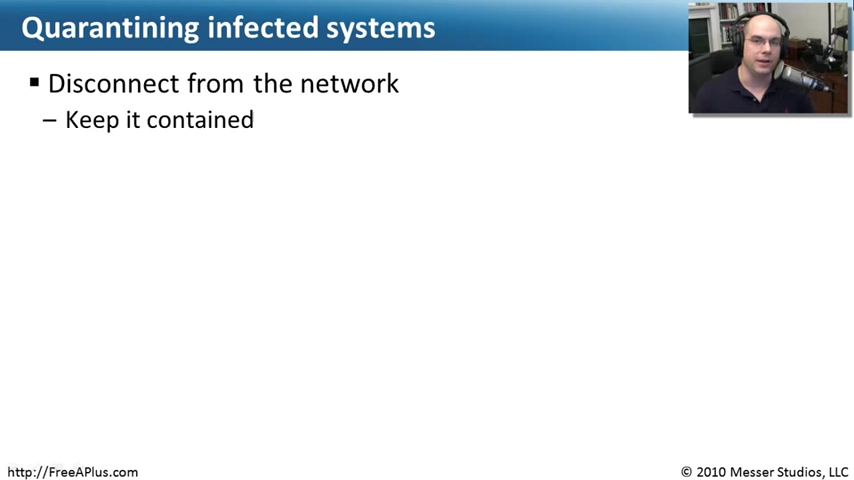 Quarantining infected systems
▪ Disconnect from the network
– Keep it contained
http://FreeAPlus.com
© 2010 Messer Studios, LLC